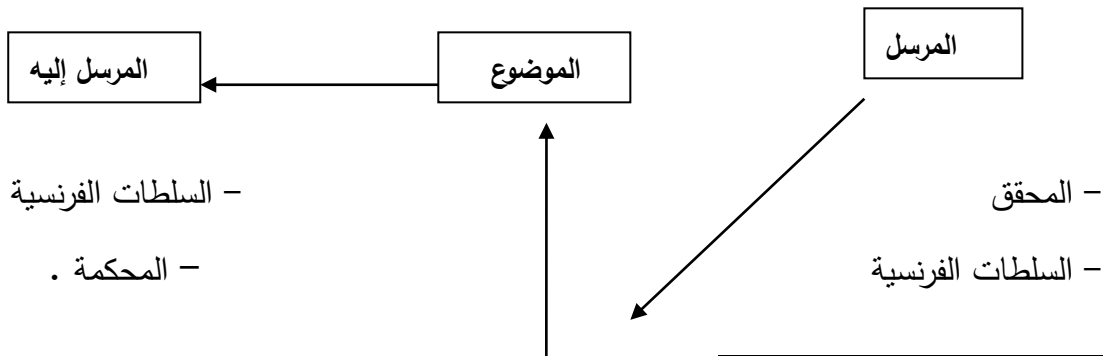 المرسل
الموضوع
المرسل إليه
– المحقق
– السلطات الفرنسية
– السلطات الفرنسية
– المحكمة .